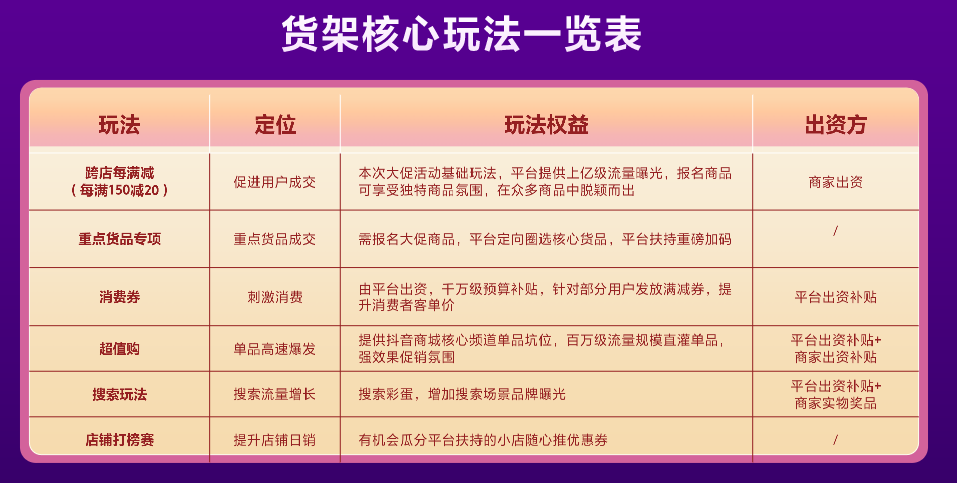 货架核心玩法一览表
玩法
定位
玩法权益
出资方
跨店每满减
(每满150减20)
促进用户成交
本次大促活动基础玩法，平台提供上亿级流量曝光，报名商品
可享受独特商品氛围，在众多商品中脱颖而出
商家出资
重点货品专项
重点货品成交
需报名大促商品，平台定向圈选核心货品，平台扶持重磅加码
/
消费券
刺激消费
由平台出资，千万级预算补贴，针对部分用户发放满减券，提
升消费者客单价
平台出资补贴
超值购
单品高速爆发
提供抖音商城核心频道单品坑位，百万级流量规模直灌单品，
强效果促销氛围
平台出资补贴+
商家出资补贴
搜索玩法
搜索流量增长
搜索彩蛋，增加搜索场景品牌曝光
平台出资补贴+
商家实物奖品
店铺打榜赛
提升店铺日销
有机会瓜分平台扶持的小店随心推优惠券
/